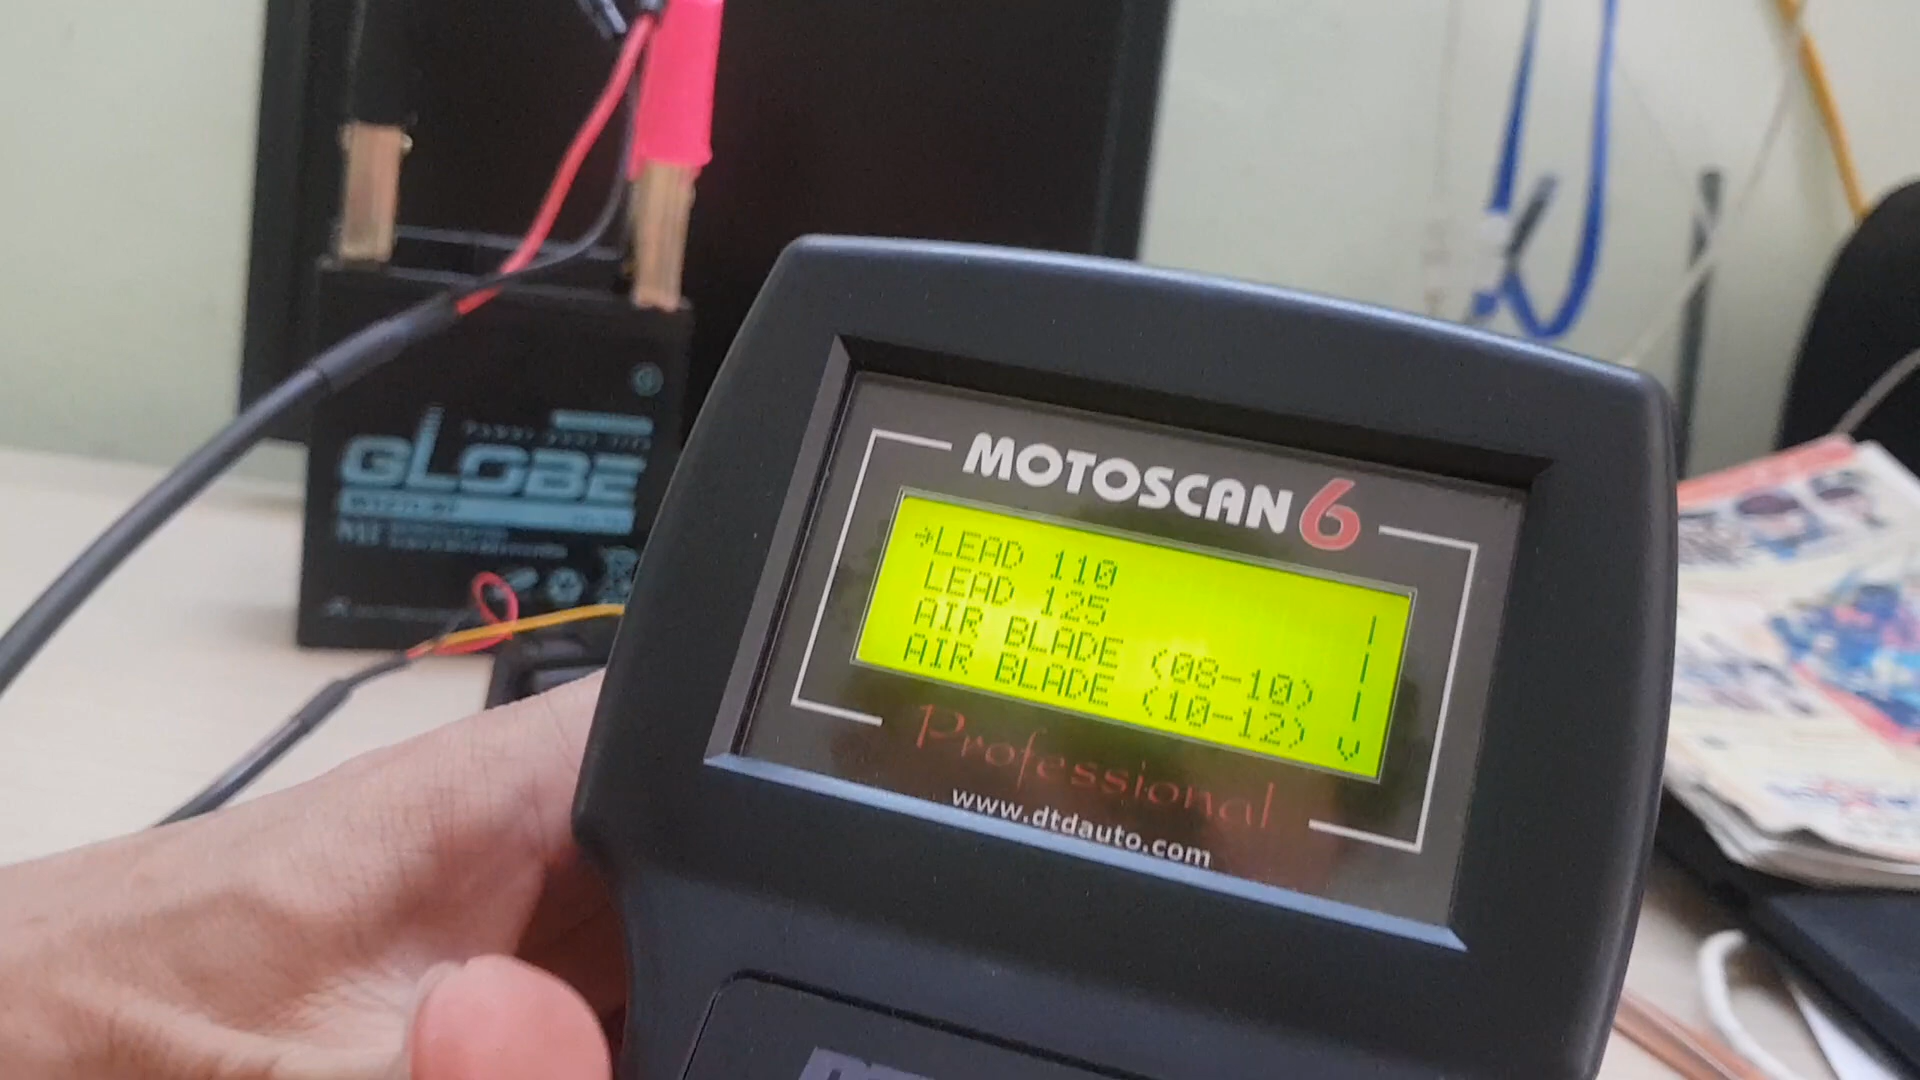 GLOBE
MOTOSCAN 6
→LEAD 110
LEAD 125
AIR BLADE (08-10)
AIR BLADE (10-12) v
Professional
www.dtdauto.com